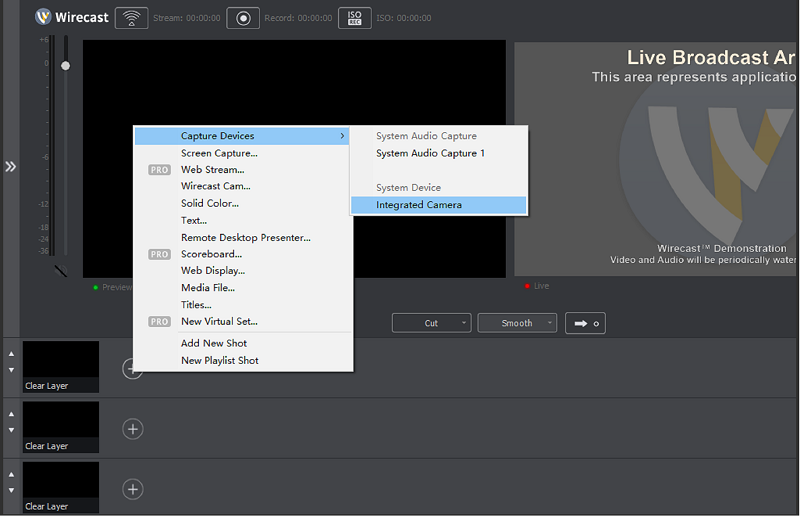 Wirecast Stream: 00:00:00 Record: 00:00:00 ISO REC ISO: 00:00:00
+6
0
-6
-12
-18
-24
-36
Live Broadcast Ar
This area represents applicatio
Wirecast™ Demonstration
Video and Audio will be periodically water
Capture Devices
Screen Capture...
PRO Web Stream...
Wirecast Cam...
Solid Color...
Text...
Remote Desktop Presenter...
PRO Scoreboard...
Web Display...
Media File...
Titles...
PRO New Virtual Set...
Add New Shot
New Playlist Shot
System Audio Capture
System Audio Capture 1
System Device
Integrated Camera
Preview
Live
Cut
Smooth
Clear Layer
Clear Layer
Clear Layer